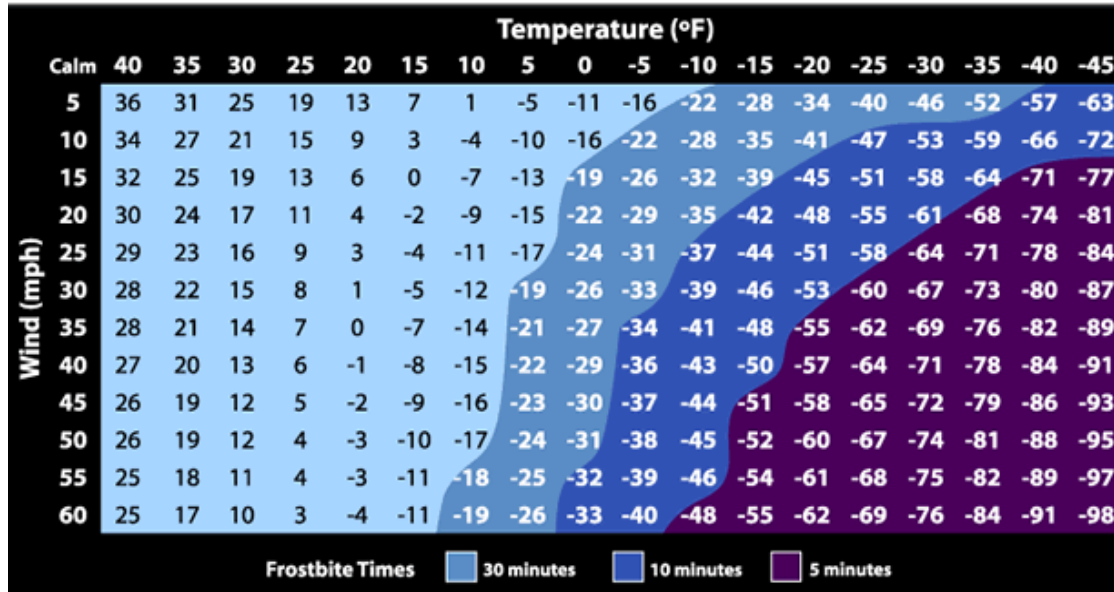 Temperature (ºF)
Calm 40 35 30 25 20 15 10 5 0 -5 -10 -15 -20 -25 -30 -35 -40 -45
5 36 31 25 19 13 7 1 -5 -11 -16 -22 -28 -34 -40 -46 -52 -57 -63
10 34 27 21 15 9 3 -4 -10 -16 -22 -28 -35 -41 -47 -53 -59 -66 -72
15 32 25 19 13 6 0 -7 -13 -19 -26 -32 -39 -45 -51 -58 -64 -71 -77
20 30 24 17 11 4 -2 -9 -15 -22 -29 -35 -42 -48 -55 -61 -68 -74 -81
25 29 23 16 9 3 -4 -11 -17 -24 -31 -37 -44 -51 -58 -64 -71 -78 -84
30 28 22 15 8 1 -5 -12 -19 -26 -33 -39 -46 -53 -60 -67 -73 -80 -87
35 28 21 14 7 0 -7 -14 -21 -27 -34 -41 -48 -55 -62 -69 -76 -82 -89
40 27 20 13 6 -1 -8 -15 -22 -29 -36 -43 -50 -57 -64 -71 -78 -84 -91
45 26 19 12 5 -2 -9 -16 -23 -30 -37 -44 -51 -58 -65 -72 -79 -86 -93
50 26 19 12 4 -3 -10 -17 -24 -31 -38 -45 -52 -60 -67 -74 -81 -88 -95
55 25 18 11 4 -3 -11 -18 -25 -32 -39 -46 -54 -61 -68 -75 -82 -89 -97
60 25 17 10 3 -4 -11 -19 -26 -33 -40 -48 -55 -62 -69 -76 -84 -91 -98
Wind (mph)
Frostbite Times 30 minutes 10 minutes 5 minutes